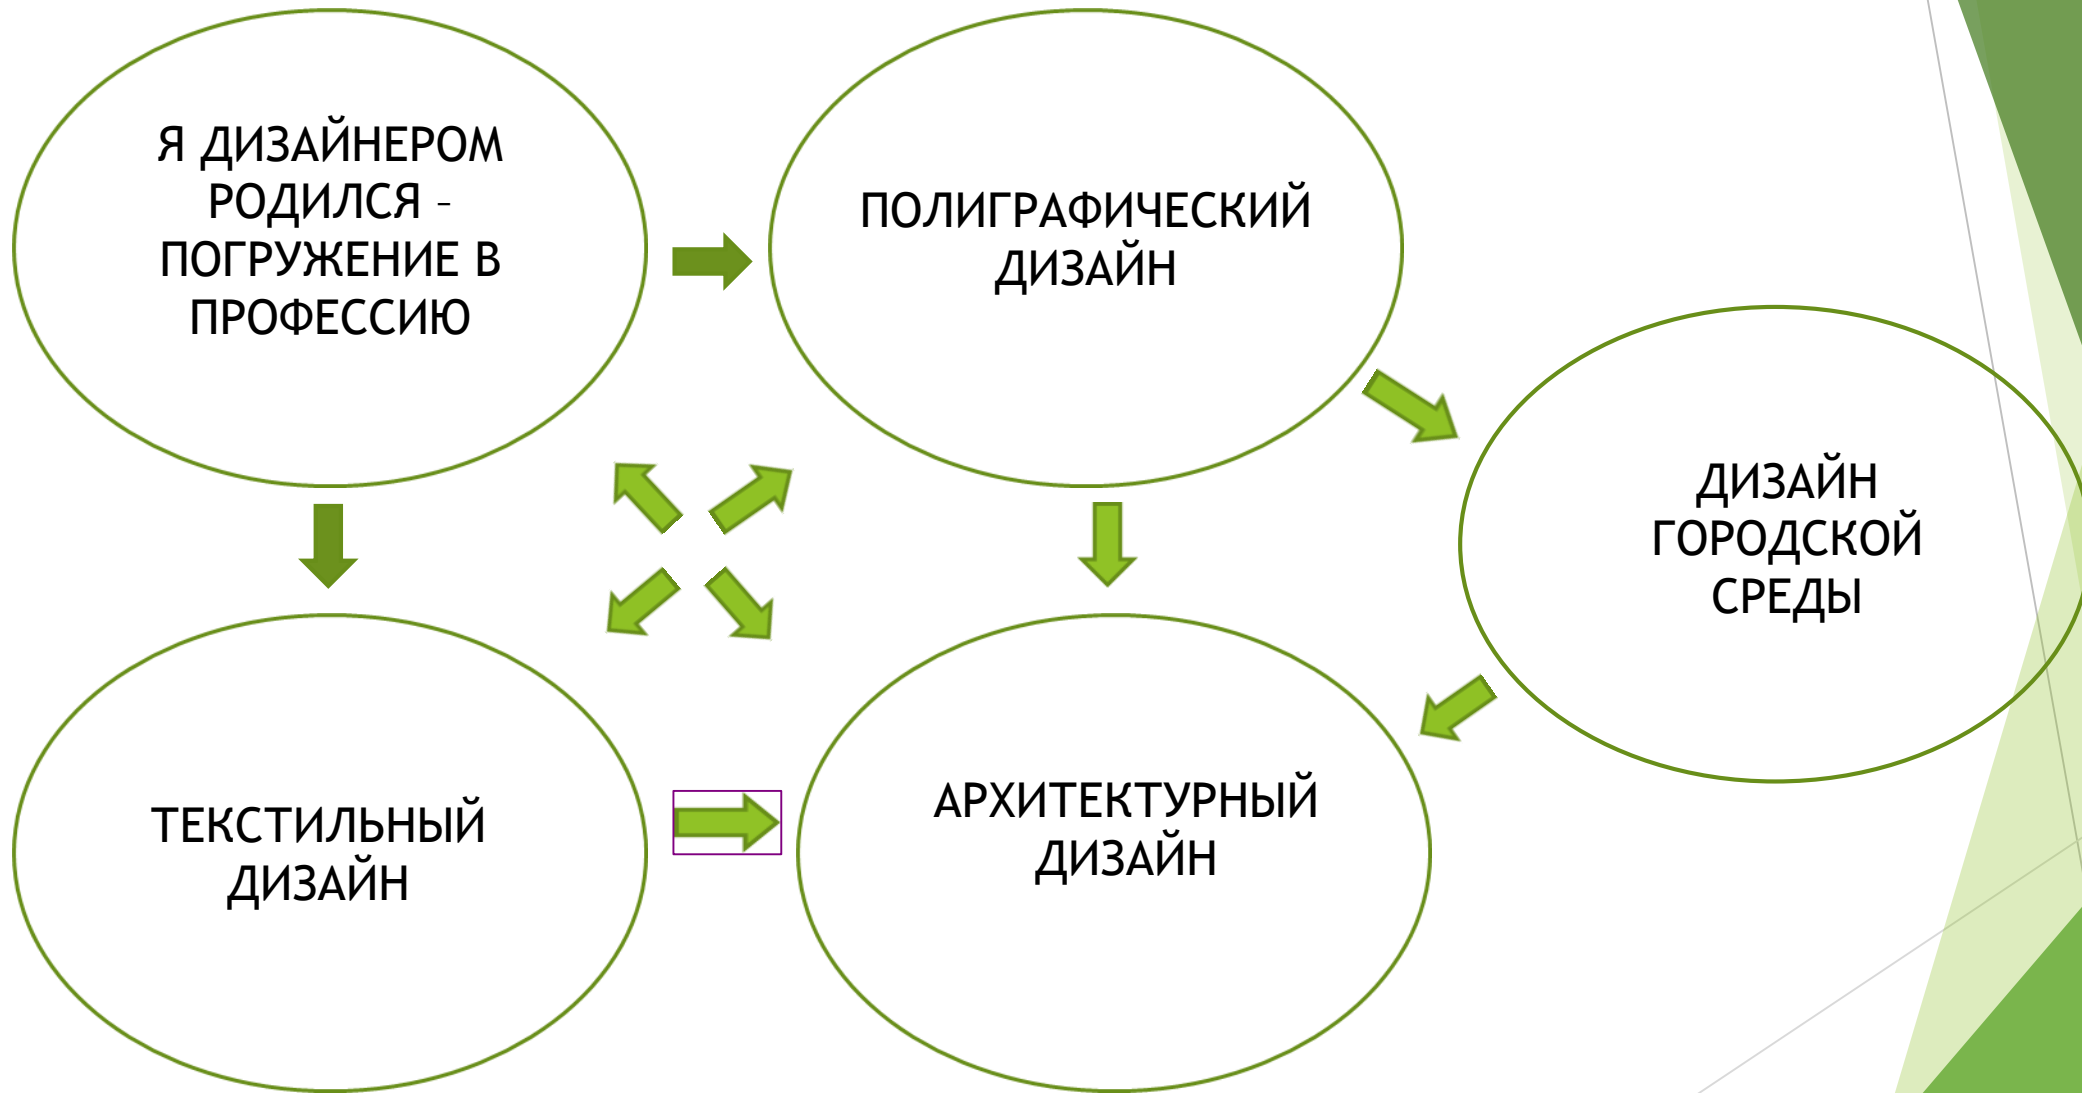 Я ДИЗАЙНЕРОМ
РОДИЛСЯ –
ПОГРУЖЕНИЕ В
ПРОФЕССИЮ
ПОЛИГРАФИЧЕСКИЙ
ДИЗАЙН
ДИЗАЙН
ГОРОДСКОЙ
СРЕДЫ
ТЕКСТИЛЬНЫЙ
ДИЗАЙН
АРХИТЕКТУРНЫЙ
ДИЗАЙН